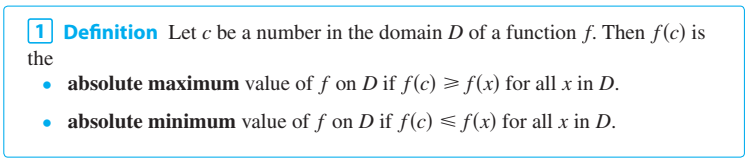 1 Definition Let c be a number in the domain D of a function f. Then f(c) is
the
• absolute maximum value of f on D if f(c) ⩾ f(x) for all x in D.
• absolute minimum value of f on D if f(c) ⩽ f(x) for all x in D.